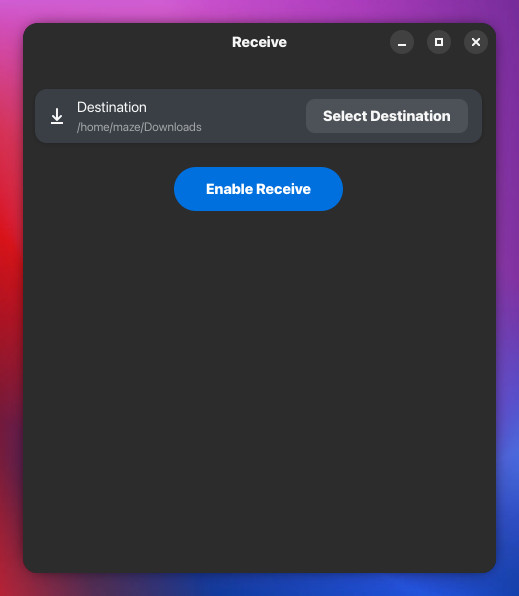 Receive
Destination
/home/maze/Downloads
Select Destination
Enable Receive